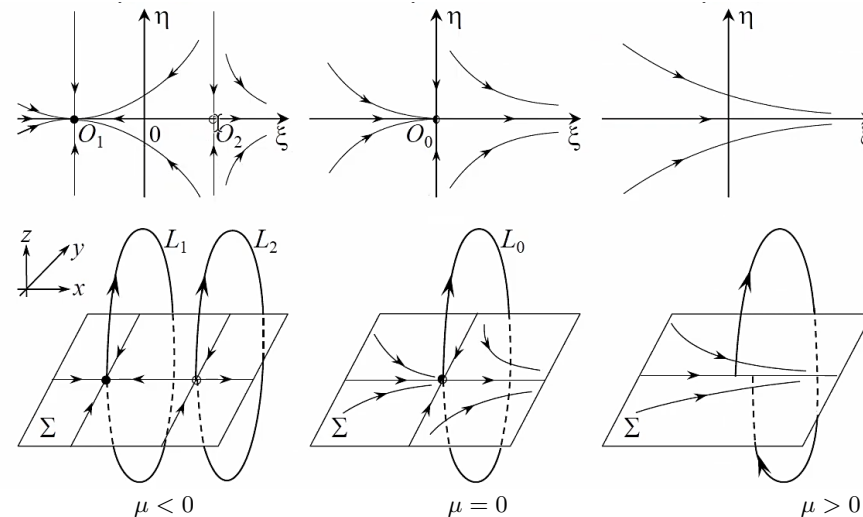 η η
O₁ 0 O₂ ξ O₀ ξ ξ
z y x L₁ L₂ L₀
Σ Σ Σ
μ < 0 μ = 0 μ > 0